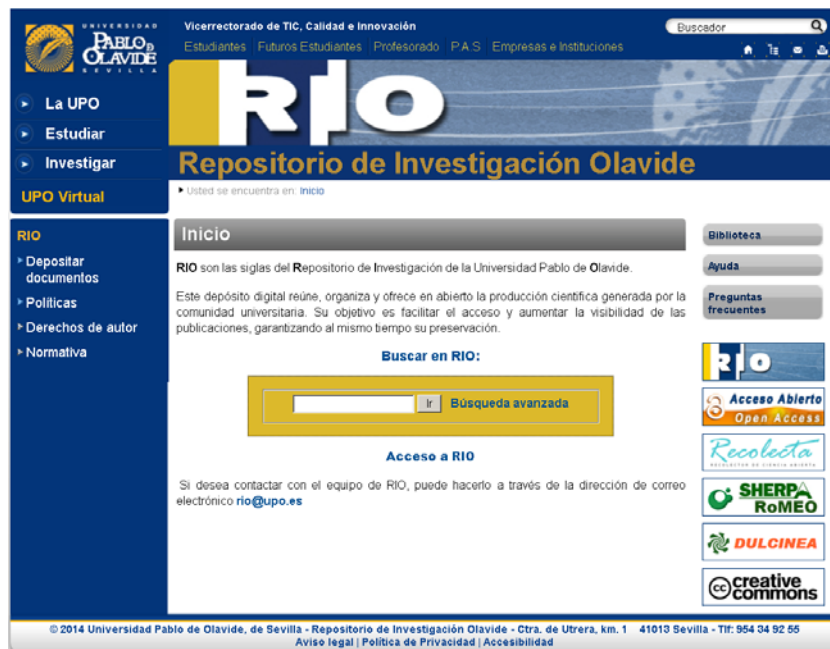 UNIVERSIDAD
PABLO DE
OLAVIDE
SEVILLA
Vicerrectorado de TIC, Calidad e Innovación
Estudiantes Futuros Estudiantes Profesorado P.A.S Empresas e Instituciones
Buscador
La UPO
Estudiar
Investigar
UPO Virtual
RIO
Repositorio de Investigación Olavide
Usted se encuentra en: Inicio
RIO
Depositar
documentos
Políticas
Derechos de autor
Normativa
Inicio
RIO son las siglas del Repositorio de Investigación de la Universidad Pablo de Olavide.
Este depósito digital reúne, organiza y ofrece en abierto la producción científica generada por la
comunidad universitaria. Su objetivo es facilitar el acceso y aumentar la visibilidad de las
publicaciones, garantizando al mismo tiempo su preservación.
Buscar en RIO:
Ir Búsqueda avanzada
Acceso a RIO
Si desea contactar con el equipo de RIO, puede hacerlo a través de la dirección de correo
electrónico rio@upo.es
Biblioteca
Ayuda
Preguntas
frecuentes
RIO
Acceso Abierto
Open Access
Recolecta
RECOLECTOR DE CIENCIA ABIERTA
SHERPA
RoMEO
DULCINEA
cc creative
commons
© 2014 Universidad Pablo de Olavide, de Sevilla - Repositorio de Investigación Olavide - Ctra. de Utrera, km. 1 41013 Sevilla - Tlf: 954 34 92 55
Aviso legal | Política de Privacidad | Accesibilidad